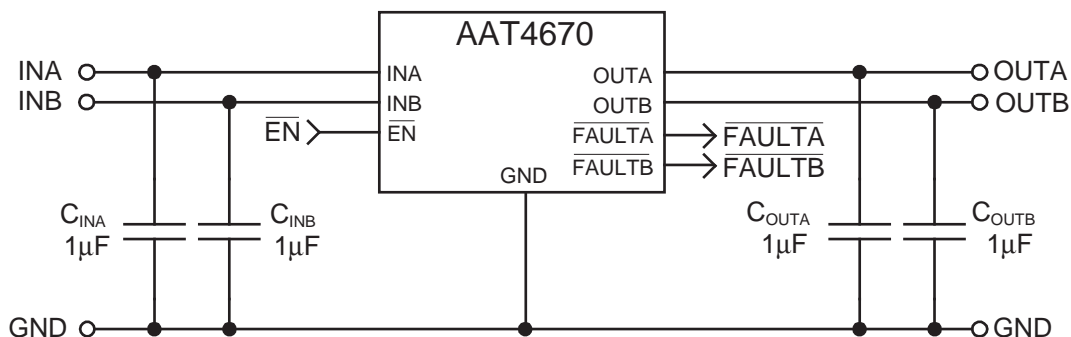 AAT4670
INA
INB
INA
INB
EN
EN
OUTA
OUTB
FAULTA
FAULTB
GND
OUTA
OUTB
FAULTA
FAULTB
CINA
1μF
CINB
1μF
COUTA
1μF
COUTB
1μF
GND
GND